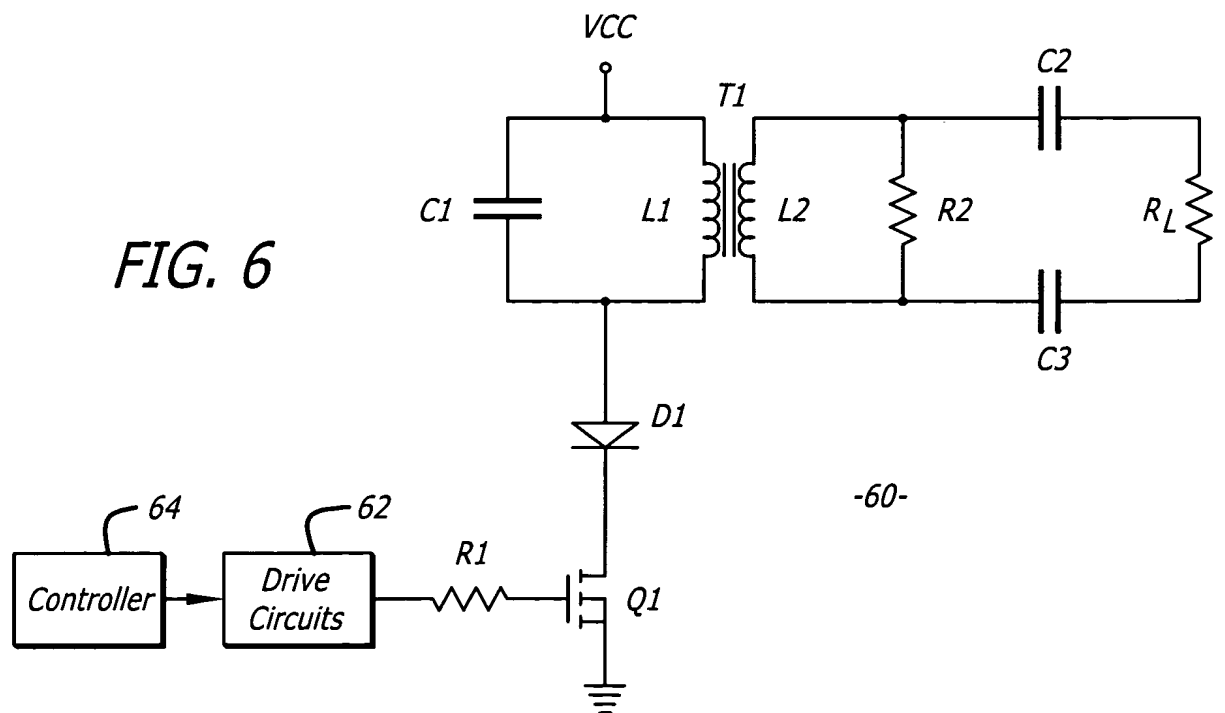 VCC
C2
T1
C1
L1
L2
R2
RL
FIG. 6
C3
D1
-60-
64
62
R1
Controller
Drive
Circuits
Q1